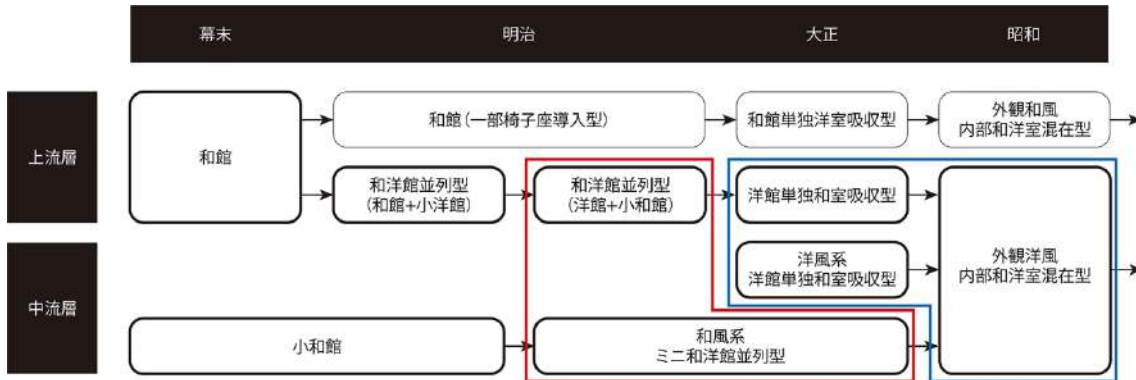 幕末
明治
大正
昭和
上流層
和館
和館(一部椅子座導入型)
和館単独洋室吸収型
外観和風
内部和洋室混在型
和洋館並列型
(和館+小洋館)
和洋館並列型
(洋館+小和館)
洋館単独和室吸収型
中流層
洋風系
洋館単独和室吸収型
外観洋風
内部和洋室混在型
小和館
和風系
ミニ和洋館並列型